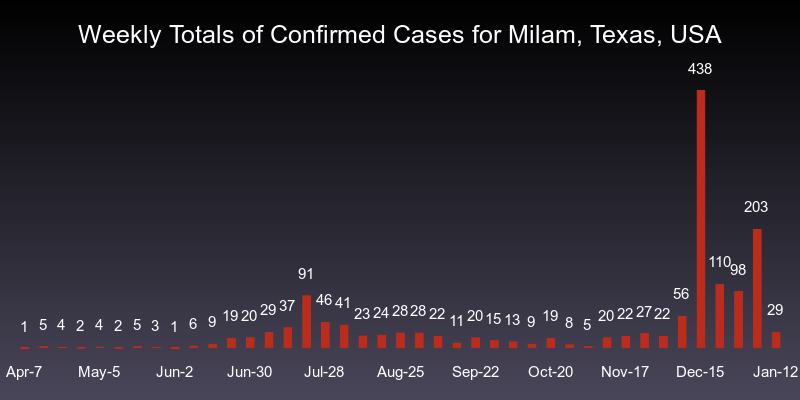 Weekly Totals of Confirmed Cases for Milam, Texas, USA
1 5 4 2 4 2 5 3 1 6 9 19 20 29 37 91 46 41 23 24 28 28 22 11 20 15 13 9 19 8 5 20 22 27 22 56 438 110 98 203 29
Apr-7 May-5 Jun-2 Jun-30 Jul-28 Aug-25 Sep-22 Oct-20 Nov-17 Dec-15 Jan-12